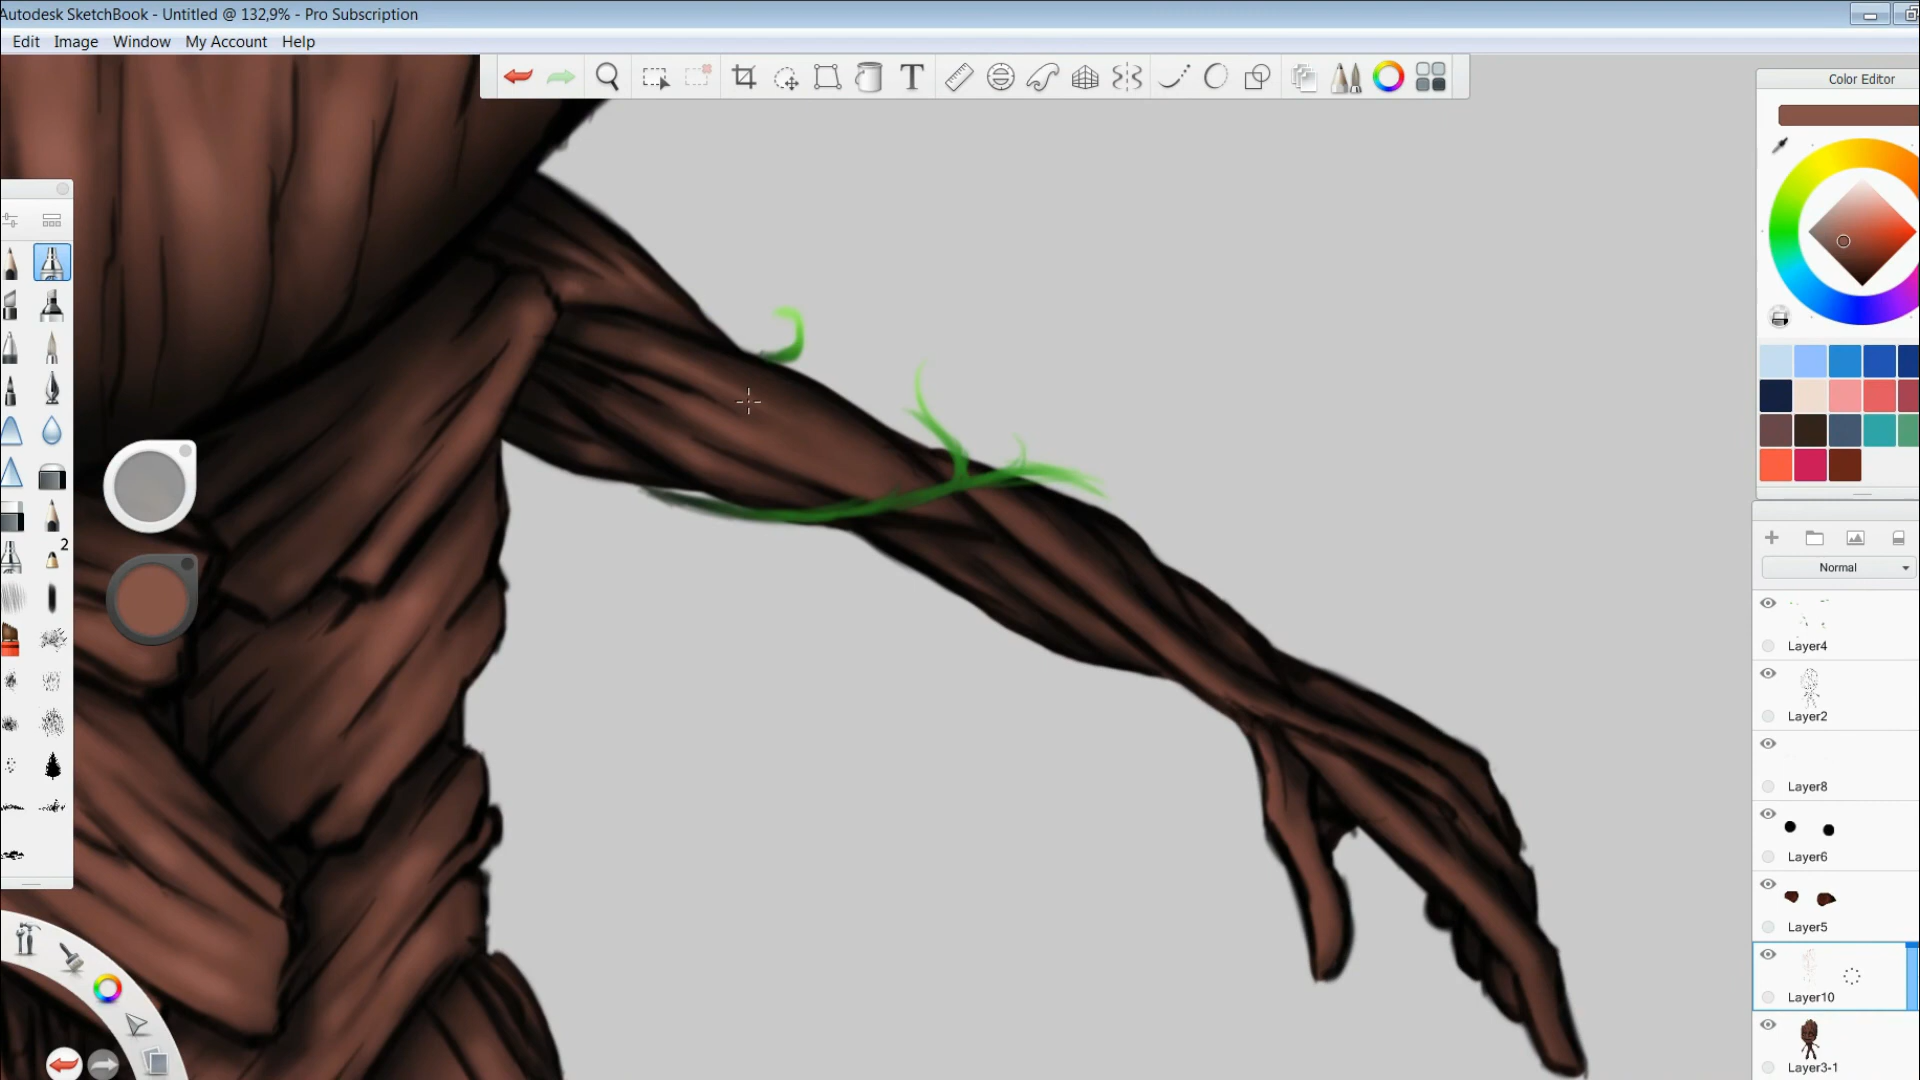 Autodesk SketchBook - Untitled @ 132,9% - Pro Subscription
Edit Image Window My Account Help
T
Color Editor
2
Normal
Layer4
Layer2
Layer8
Layer6
Layer5
Layer10
Layer3-1